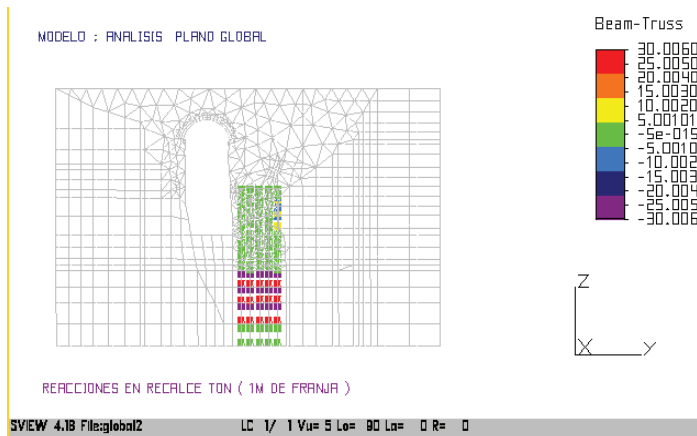 Beam-Truss
MODELO : ANALISIS PLANO GLOBAL
30.0060
25.0050
20.0040
15.0030
10.0020
5.00101
-5e-015
-5.0010
-10.002
-15.003
-20.004
-25.005
-30.006
Z
X
Y
REACCIONES EN RECALCE TON ( 1M DE FRANJA )
SVIEW 4.18 File:global2 LC 1/ 1 Vu= 5 Lo= 90 La= 0 R= 0